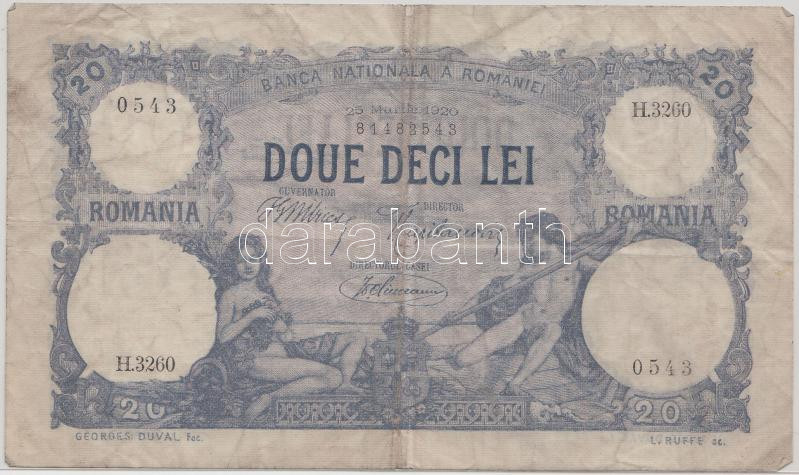 20 20
BANCA NATIONALA A ROMANIEI
0543 H.3260
25 Martie 1920
81482543
DOUE DECI LEI
GUVERNATOR
DIRECTOR
ROMANIA ROMANIA
darabanth
DIRECTORUL CASEI
H.3260 0543
20 20
GEORGES DUVAL Fec. L. RUFFE sc.